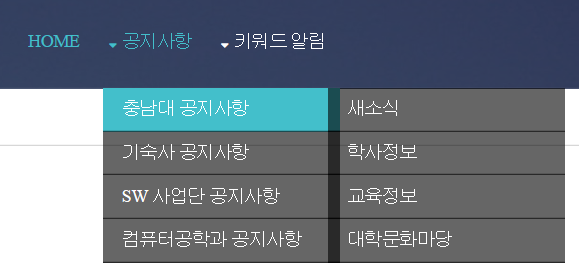 HOME 공지사항 키워드 알림
충남대 공지사항 새소식
기숙사 공지사항 학사정보
SW 사업단 공지사항 교육정보
컴퓨터공학과 공지사항 대학문화마당